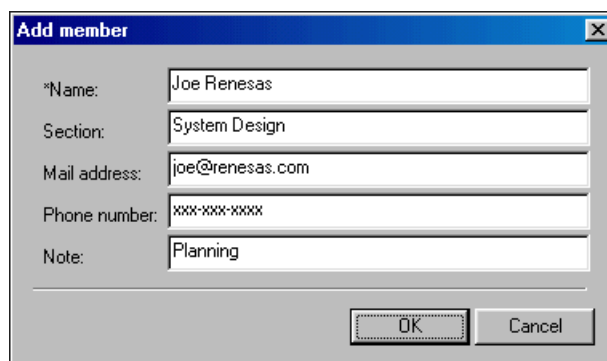 Add member
*Name: Joe Renesas
Section: System Design
Mail address: joe@renesas.com
Phone number: xxx-xxx-xxxx
Note: Planning
OK Cancel